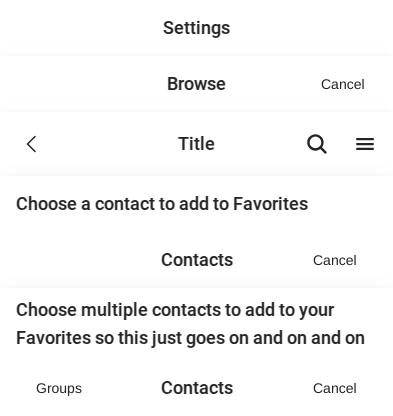 Settings
Browse Cancel
Title
Choose a contact to add to Favorites
Contacts Cancel
Choose multiple contacts to add to your
Favorites so this just goes on and on and on
Groups Contacts Cancel